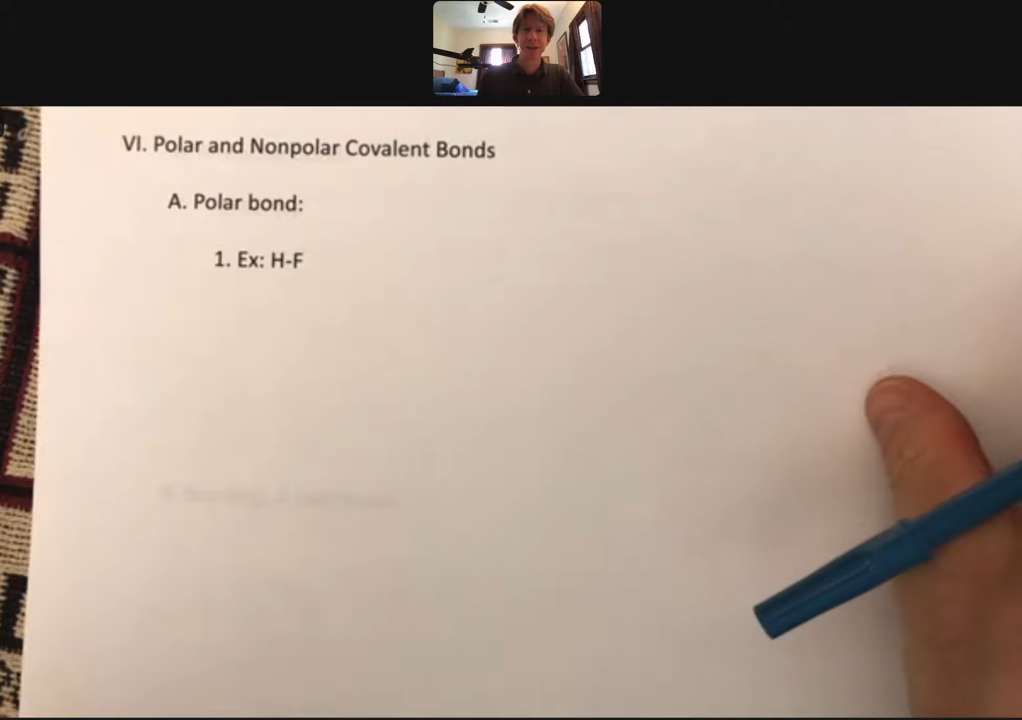 VI. Polar and Nonpolar Covalent Bonds
A. Polar bond:
1. Ex: H-F